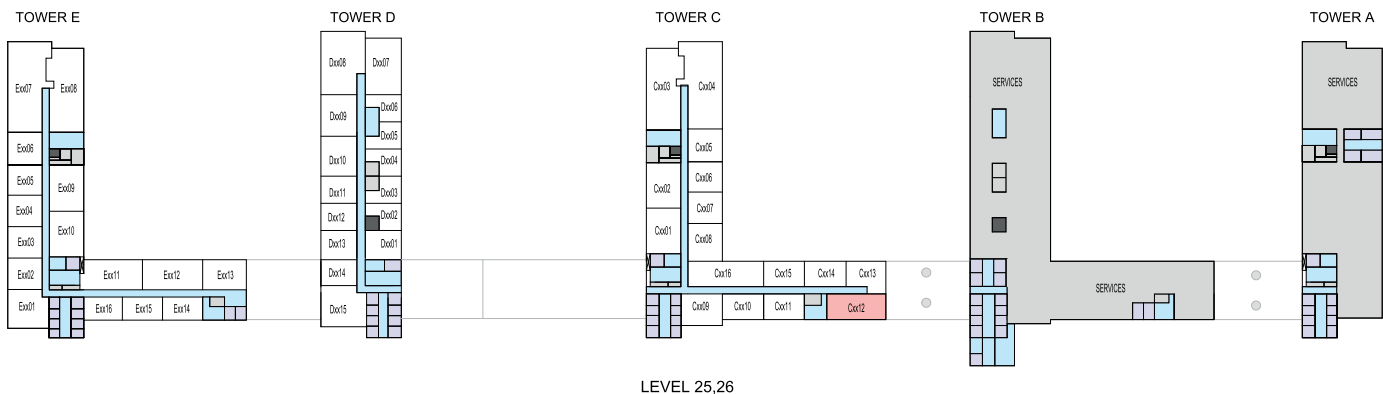 TOWER E
TOWER D
TOWER C
TOWER B
TOWER A
Exx07
Exx08
Exx06
Exx05
Exx09
Exx04
Exx03
Exx10
Exx02
Exx01
Exx11
Exx12
Exx13
Exx16
Exx15
Exx14
Dxx08
Dxx07
Dxx09
Dxx06
Dxx05
Dxx10
Dxx04
Dxx11
Dxx03
Dxx12
Dxx02
Dxx13
Dxx01
Dxx14
Dxx15
Cxx03
Cxx04
Cxx05
Cxx02
Cxx06
Cxx07
Cxx01
Cxx08
Cxx16
Cxx15
Cxx14
Cxx13
Cxx09
Cxx10
Cxx11
Cxx12
SERVICES
SERVICES
SERVICES
LEVEL 25,26